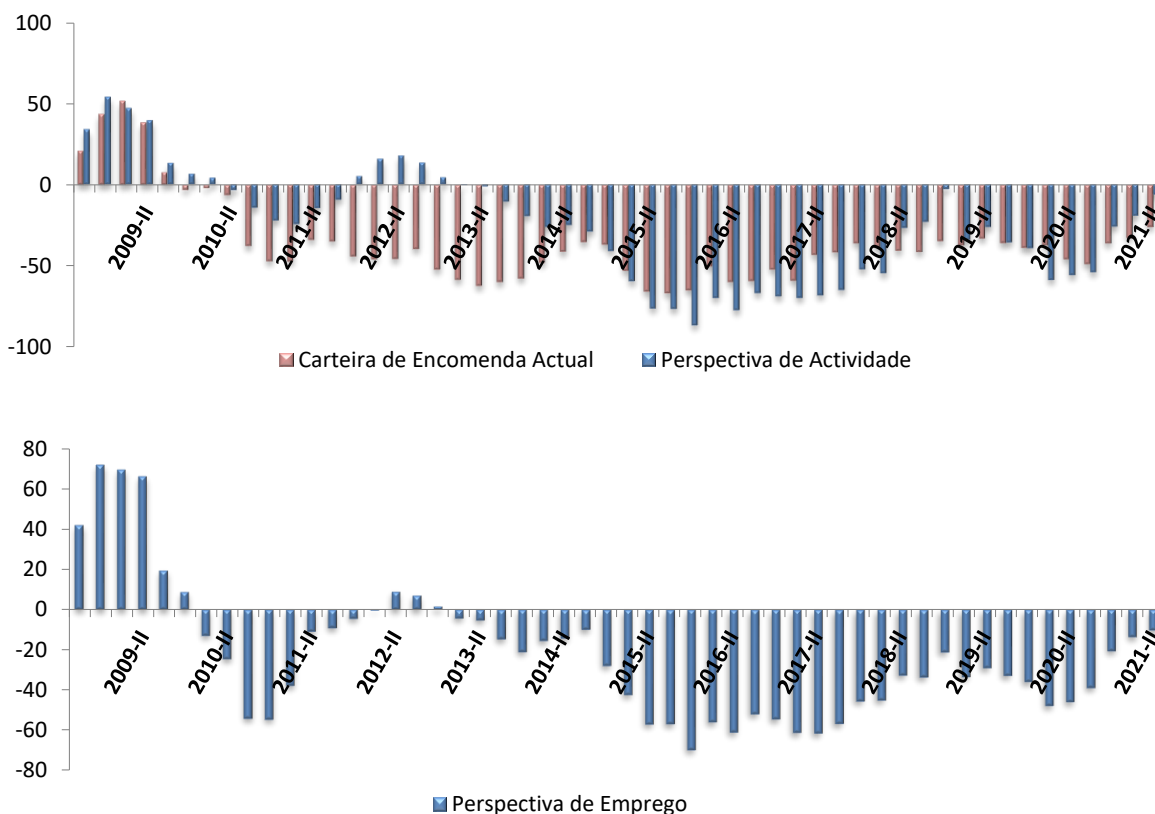 100
50
0
-50
-100
2009-II
2010-II
2011-II
2012-II
2013-II
2014-II
2015-II
2016-II
2017-II
2018-II
2019-II
2020-II
2021-II
Carteira de Encomenda Actual Perspectiva de Actividade
80
60
40
20
0
-20
-40
-60
-80
2009-II
2010-II
2011-II
2012-II
2013-II
2014-II
2015-II
2016-II
2017-II
2018-II
2019-II
2020-II
2021-II
Perspectiva de Emprego